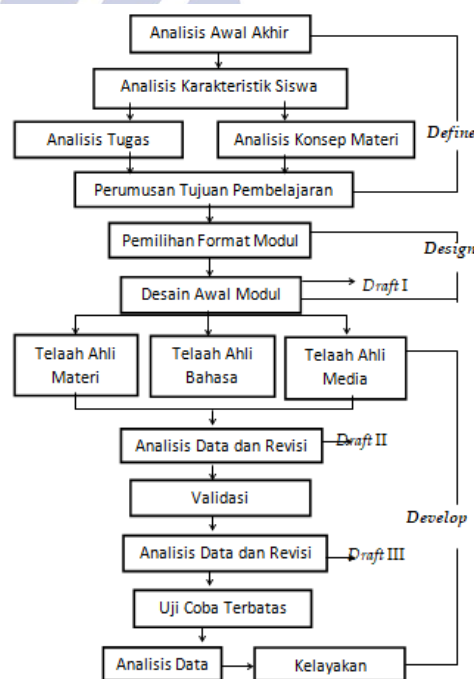 Analisis Awal Akhir
Analisis Karakteristik Siswa
Analisis Tugas
Analisis Konsep Materi
Define
Perumusan Tujuan Pembelajaran
Pemilihan Format Modul
Design
Desain Awal Modul
Draft I
Telaah Ahli
Materi
Telaah Ahli
Bahasa
Telaah Ahli
Media
Analisis Data dan Revisi
Draft II
Validasi
Develop
Analisis Data dan Revisi
Draft III
Uji Coba Terbatas
Analisis Data
Kelayakan